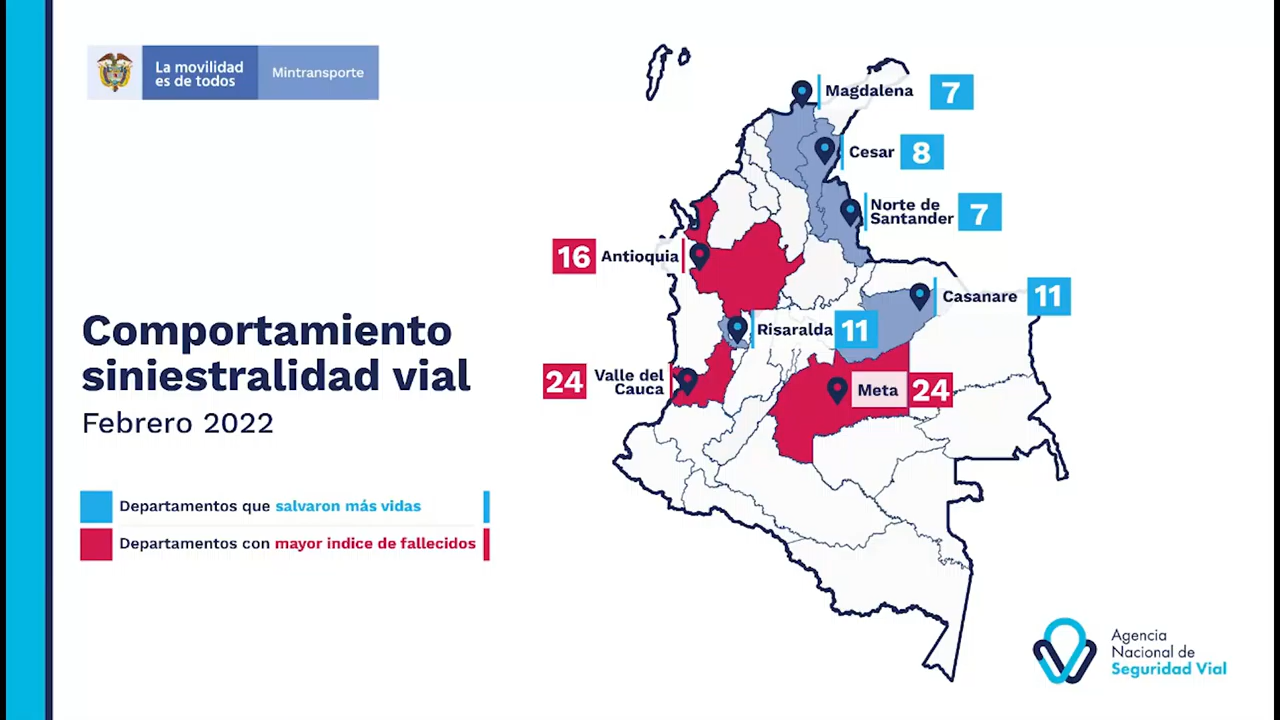 La movilidad
es de todos
Mintransporte
Comportamiento
siniestralidad vial
Febrero 2022
Departamentos que salvaron más vidas
Departamentos con mayor indice de fallecidos
Magdalena 7
Cesar 8
Norte de
Santander 7
16 Antioquia
Casanare 11
Risaralda 11
24 Valle del
Cauca
Meta 24
Agencia
Nacional de
Seguridad Vial